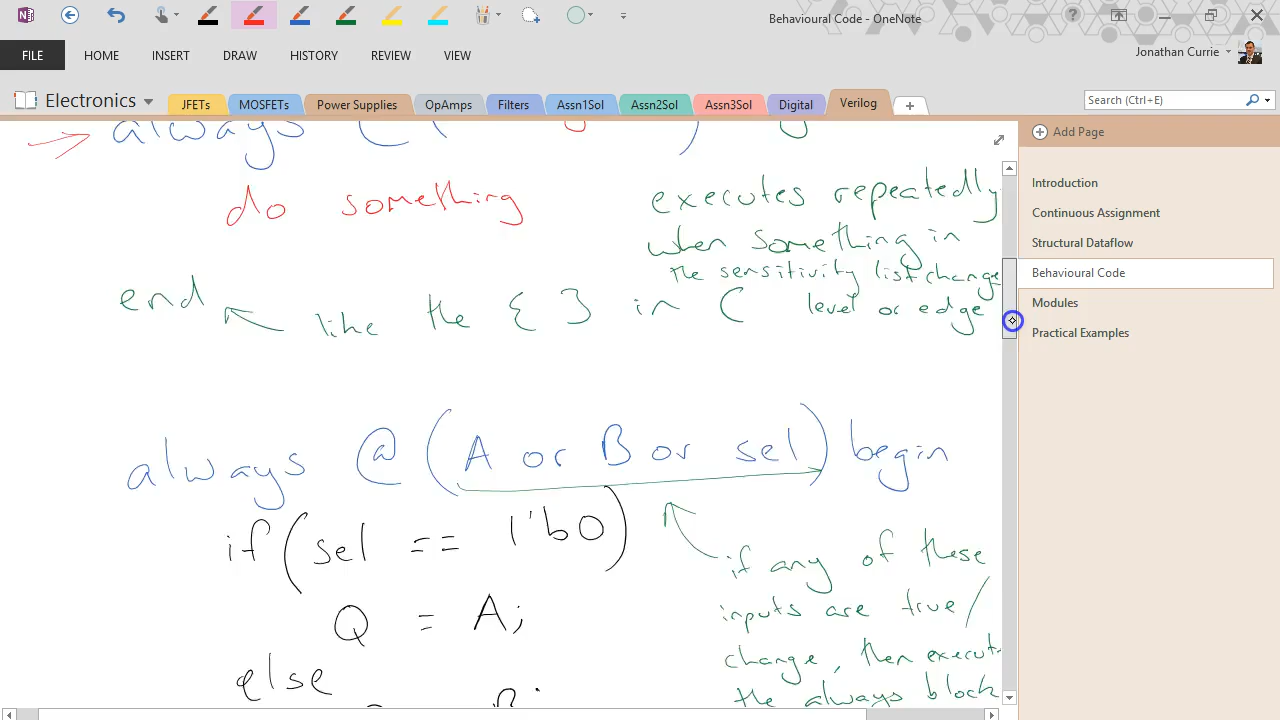 Behavioural Code - OneNote
FILE HOME INSERT DRAW HISTORY REVIEW VIEW
Jonathan Currie
Electronics
JFETs MOSFETs Power Supplies OpAmps Filters Assn1Sol Assn2Sol Assn3Sol Digital Verilog
Search (Ctrl+E)
Add Page
Introduction
Continuous Assignment
Structural Dataflow
Behavioural Code
Modules
Practical Examples
always @ (
do something
executes repeatedly
when something in
the sensitivity list change
level or edge
end
like the { } in C
always @ (A or B or sel) begin
if (sel == 1'b0)
Q = A;
else
B;
if any of these
inputs are true/
change, then execut
the always block